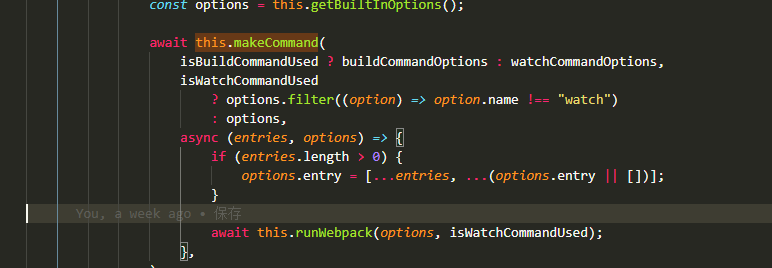 const options = this.getBuiltInOptions();
await this.makeCommand(
isBuildCommandUsed ? buildCommandOptions : watchCommandOptions,
isWatchCommandUsed
? options.filter((option) => option.name !== "watch")
: options,
async (entries, options) => {
if (entries.length > 0) {
options.entry = [...entries, ...(options.entry || [])];
}
You, a week ago • 保存
await this.runWebpack(options, isWatchCommandUsed);
},